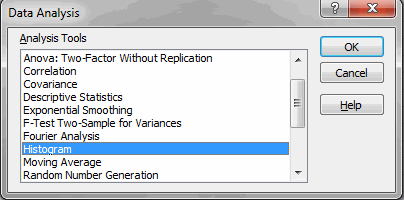 Data Analysis
Analysis Tools
OK
Anova: Two-Factor Without Replication
Correlation
Cancel
Covariance
Descriptive Statistics
Exponential Smoothing
Help
F-Test Two-Sample for Variances
Fourier Analysis
Histogram
Moving Average
Random Number Generation